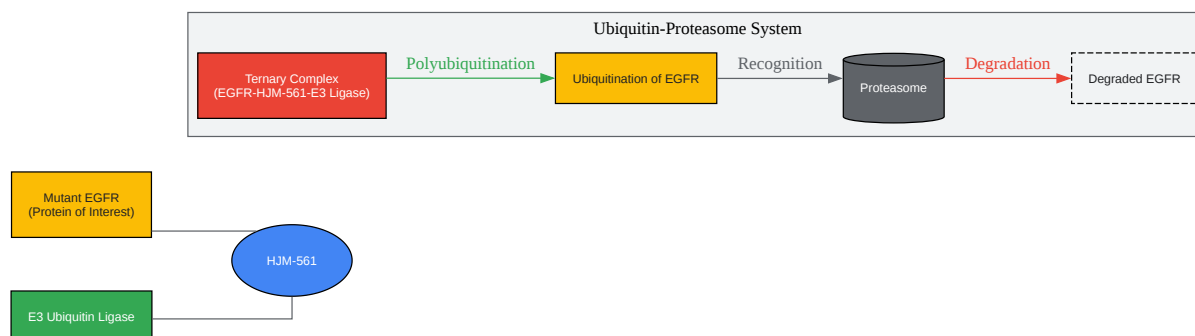 Ubiquitin-Proteasome System
Ternary Complex
(EGFR-HJM-561-E3 Ligase)
Polyubiquitination
Ubiquitination of EGFR
Recognition
Proteasome
Degradation
Degraded EGFR
Mutant EGFR
(Protein of Interest)
HJM-561
E3 Ubiquitin Ligase